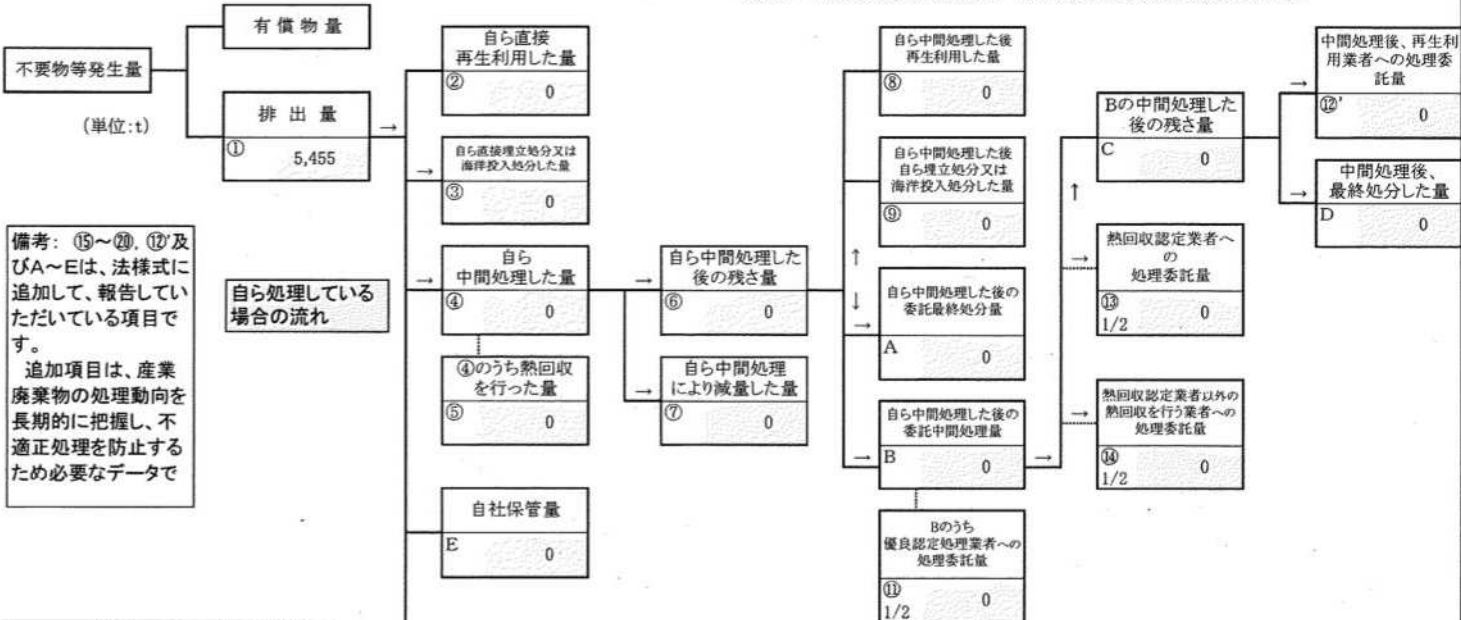 不要物等発生量
(単位:t)
有償物量
排出量
①
5,455
→
備考: ⑮~⑳, ⑫'及
びA~Eは、法様式に
追加して、報告してい
ただいている項目で
す。
追加項目は、産業
廃棄物の処理動向を
長期的に把握し、不
適正処理を防止する
ため必要なデータで
自ら処理している
場合の流れ
自ら直接
再生利用した量
②
0
→
自ら直接埋立処分又は
海洋投入処分した量
③
0
→
自ら
中間処理した量
④
0
④のうち熱回収
を行った量
⑤
0
自社保管量
E
0
→
自ら中間処理した
後の残さ量
⑥
0
→
自ら中間処理
により減量した量
⑦
0
自ら中間処理した後
再生利用した量
⑧
0
自ら中間処理した後
自ら埋立処分又は
海洋投入処分した量
⑨
0
↑
↓
→
自ら中間処理した後の
委託最終処分量
A
0
→
自ら中間処理した後の
委託中間処理量
B
0
→
Bのうち
優良認定処理業者への
処理委託量
⑪
1/2
0
Bの中間処理した
後の残さ量
C
0
↑
→
熱回収認定業者へ
の
処理委託量
⑬
1/2
0
→
熱回収認定業者以外の
熱回収を行う業者への
処理委託量
⑭
1/2
0
→
中間処理後、再生利
用業者への処理委
託量
⑫'
0
→
中間処理後、
最終処分した量
D
0